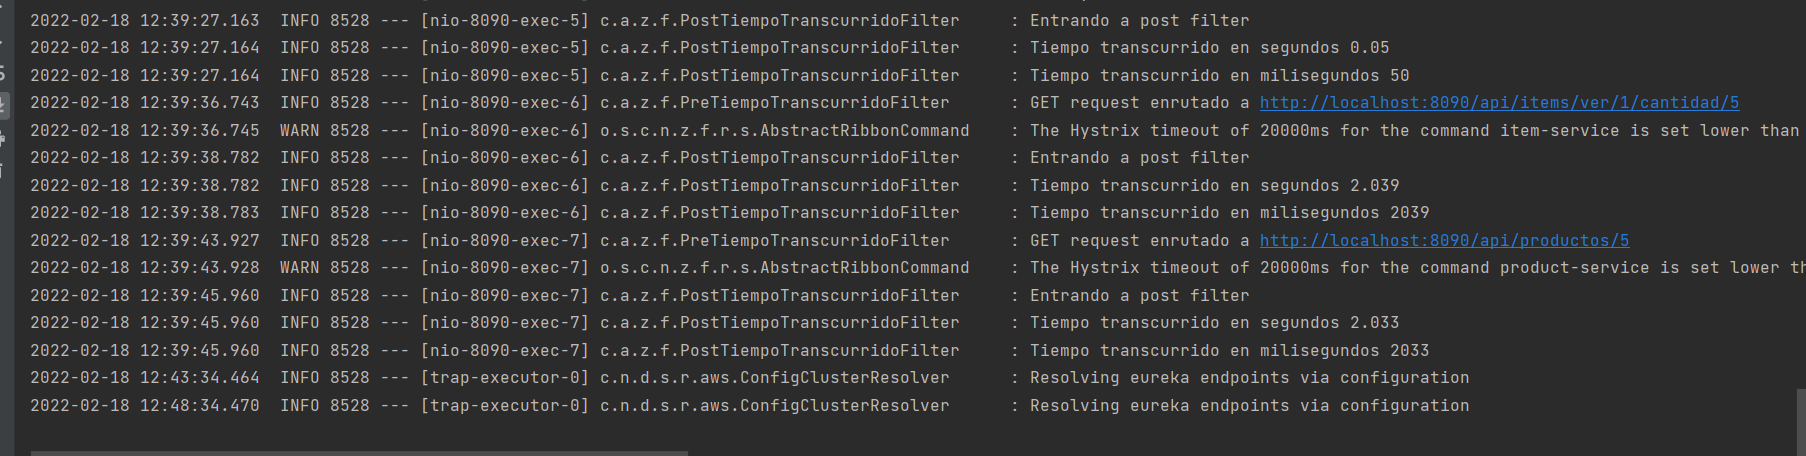 2022-02-18 12:39:27.163  INFO 8528 --- [nio-8090-exec-5] c.a.z.f.PostTiempoTranscurridoFilter     : Entrando a post filter
2022-02-18 12:39:27.164  INFO 8528 --- [nio-8090-exec-5] c.a.z.f.PostTiempoTranscurridoFilter     : Tiempo transcurrido en segundos 0.05
2022-02-18 12:39:27.164  INFO 8528 --- [nio-8090-exec-5] c.a.z.f.PostTiempoTranscurridoFilter     : Tiempo transcurrido en milisegundos 50
2022-02-18 12:39:36.743  INFO 8528 --- [nio-8090-exec-6] c.a.z.f.PreTiempoTranscurridoFilter      : GET request enrutado a http://localhost:8090/api/items/ver/1/cantidad/5
2022-02-18 12:39:36.745  WARN 8528 --- [nio-8090-exec-6] o.s.c.n.z.f.r.s.AbstractRibbonCommand    : The Hystrix timeout of 20000ms for the command item-service is set lower than
2022-02-18 12:39:38.782  INFO 8528 --- [nio-8090-exec-6] c.a.z.f.PostTiempoTranscurridoFilter     : Entrando a post filter
2022-02-18 12:39:38.782  INFO 8528 --- [nio-8090-exec-6] c.a.z.f.PostTiempoTranscurridoFilter     : Tiempo transcurrido en segundos 2.039
2022-02-18 12:39:38.783  INFO 8528 --- [nio-8090-exec-6] c.a.z.f.PostTiempoTranscurridoFilter     : Tiempo transcurrido en milisegundos 2039
2022-02-18 12:39:43.927  INFO 8528 --- [nio-8090-exec-7] c.a.z.f.PreTiempoTranscurridoFilter      : GET request enrutado a http://localhost:8090/api/productos/5
2022-02-18 12:39:43.928  WARN 8528 --- [nio-8090-exec-7] o.s.c.n.z.f.r.s.AbstractRibbonCommand    : The Hystrix timeout of 20000ms for the command product-service is set lower th
2022-02-18 12:39:45.960  INFO 8528 --- [nio-8090-exec-7] c.a.z.f.PostTiempoTranscurridoFilter     : Entrando a post filter
2022-02-18 12:39:45.960  INFO 8528 --- [nio-8090-exec-7] c.a.z.f.PostTiempoTranscurridoFilter     : Tiempo transcurrido en segundos 2.033
2022-02-18 12:39:45.960  INFO 8528 --- [nio-8090-exec-7] c.a.z.f.PostTiempoTranscurridoFilter     : Tiempo transcurrido en milisegundos 2033
2022-02-18 12:43:34.464  INFO 8528 --- [trap-executor-0] c.n.d.s.r.aws.ConfigClusterResolver      : Resolving eureka endpoints via configuration
2022-02-18 12:48:34.470  INFO 8528 --- [trap-executor-0] c.n.d.s.r.aws.ConfigClusterResolver      : Resolving eureka endpoints via configuration